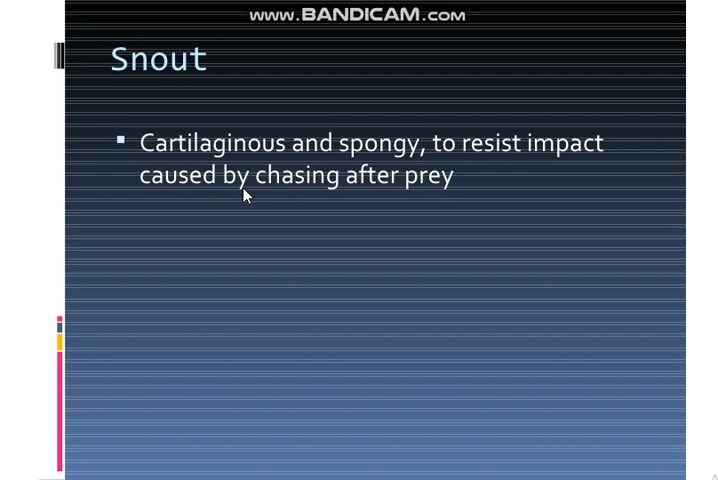 WWW.BANDICAM.COM
Snout
Cartilaginous and spongy, to resist impact
caused by chasing after prey